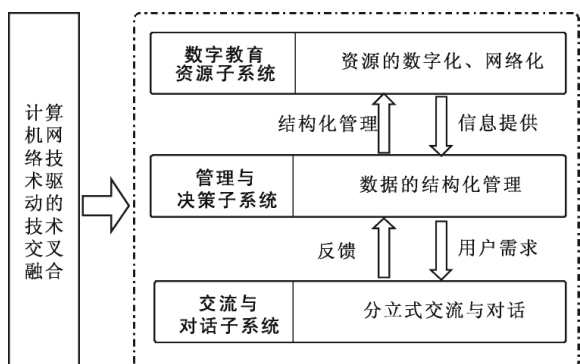 计算
机网
络技
术驱
动的
技术
交叉
融合
数字教育
资源子系统
资源的数字化、网络化
结构化管理
信息提供
管理与
决策子系统
数据的结构化管理
反馈
用户需求
交流与
对话子系统
分立式交流与对话